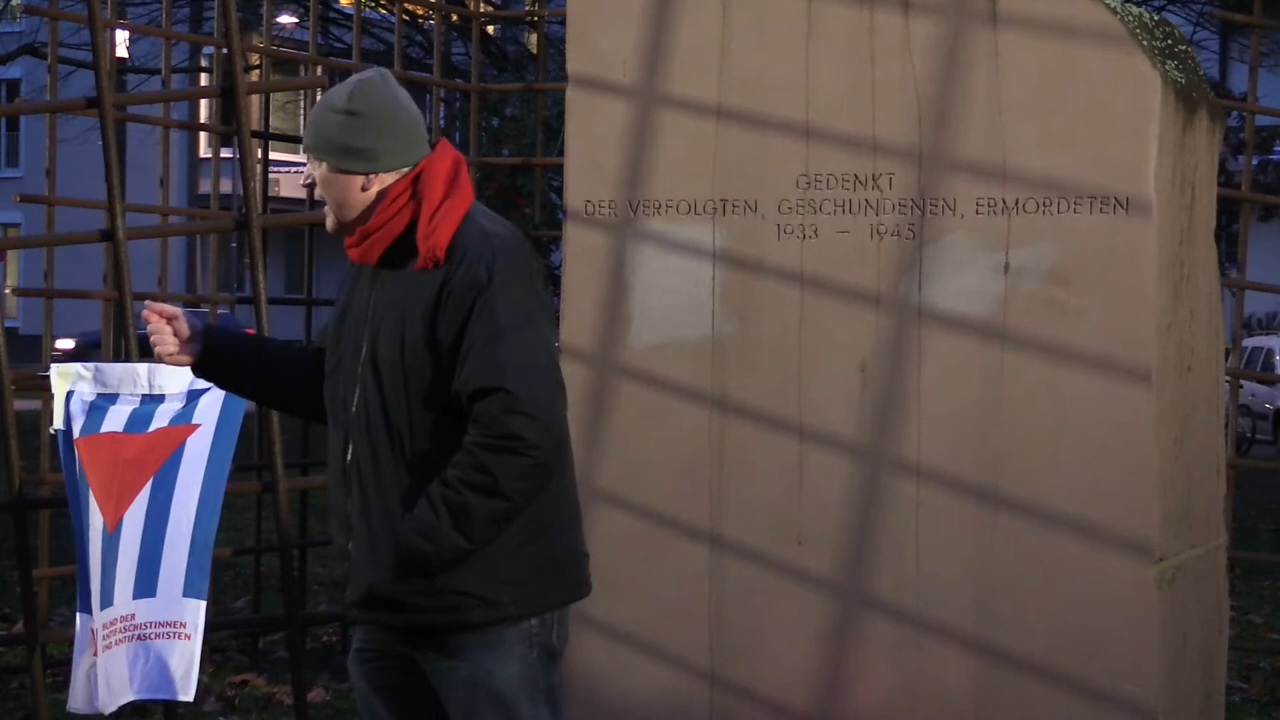 GEDENKT
DER VERFOLGTEN, GESCHUNDENEN, ERMORDETEN
1933 – 1945
BUND DER
ANTIFASCHISTINNEN
UND ANTIFASCHISTEN